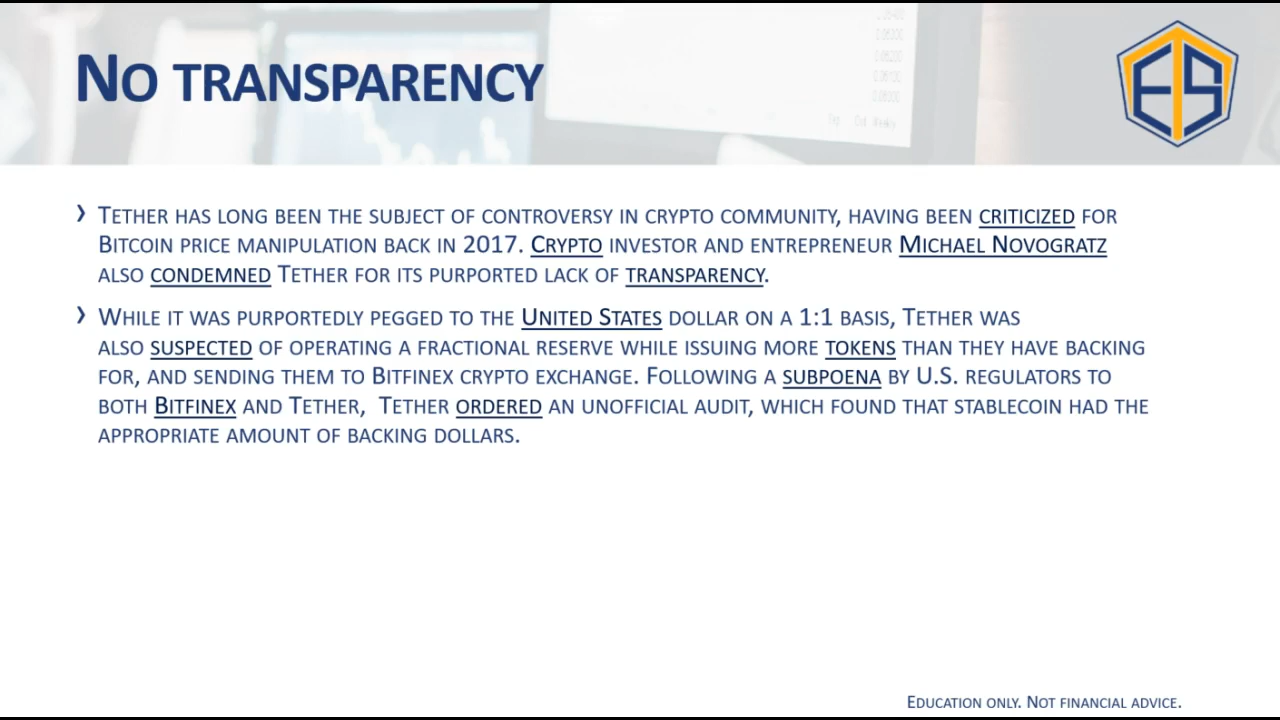 No transparency
› Tether has long been the subject of controversy in crypto community, having been criticized for
Bitcoin price manipulation back in 2017. Crypto investor and entrepreneur Michael Novogratz
also condemned Tether for its purported lack of transparency.
› While it was purportedly pegged to the United States dollar on a 1:1 basis, Tether was
also suspected of operating a fractional reserve while issuing more tokens than they have backing
for, and sending them to Bitfinex crypto exchange. Following a subpoena by U.S. regulators to
both Bitfinex and Tether,  Tether ordered an unofficial audit, which found that stablecoin had the
appropriate amount of backing dollars.
Education only. Not financial advice.